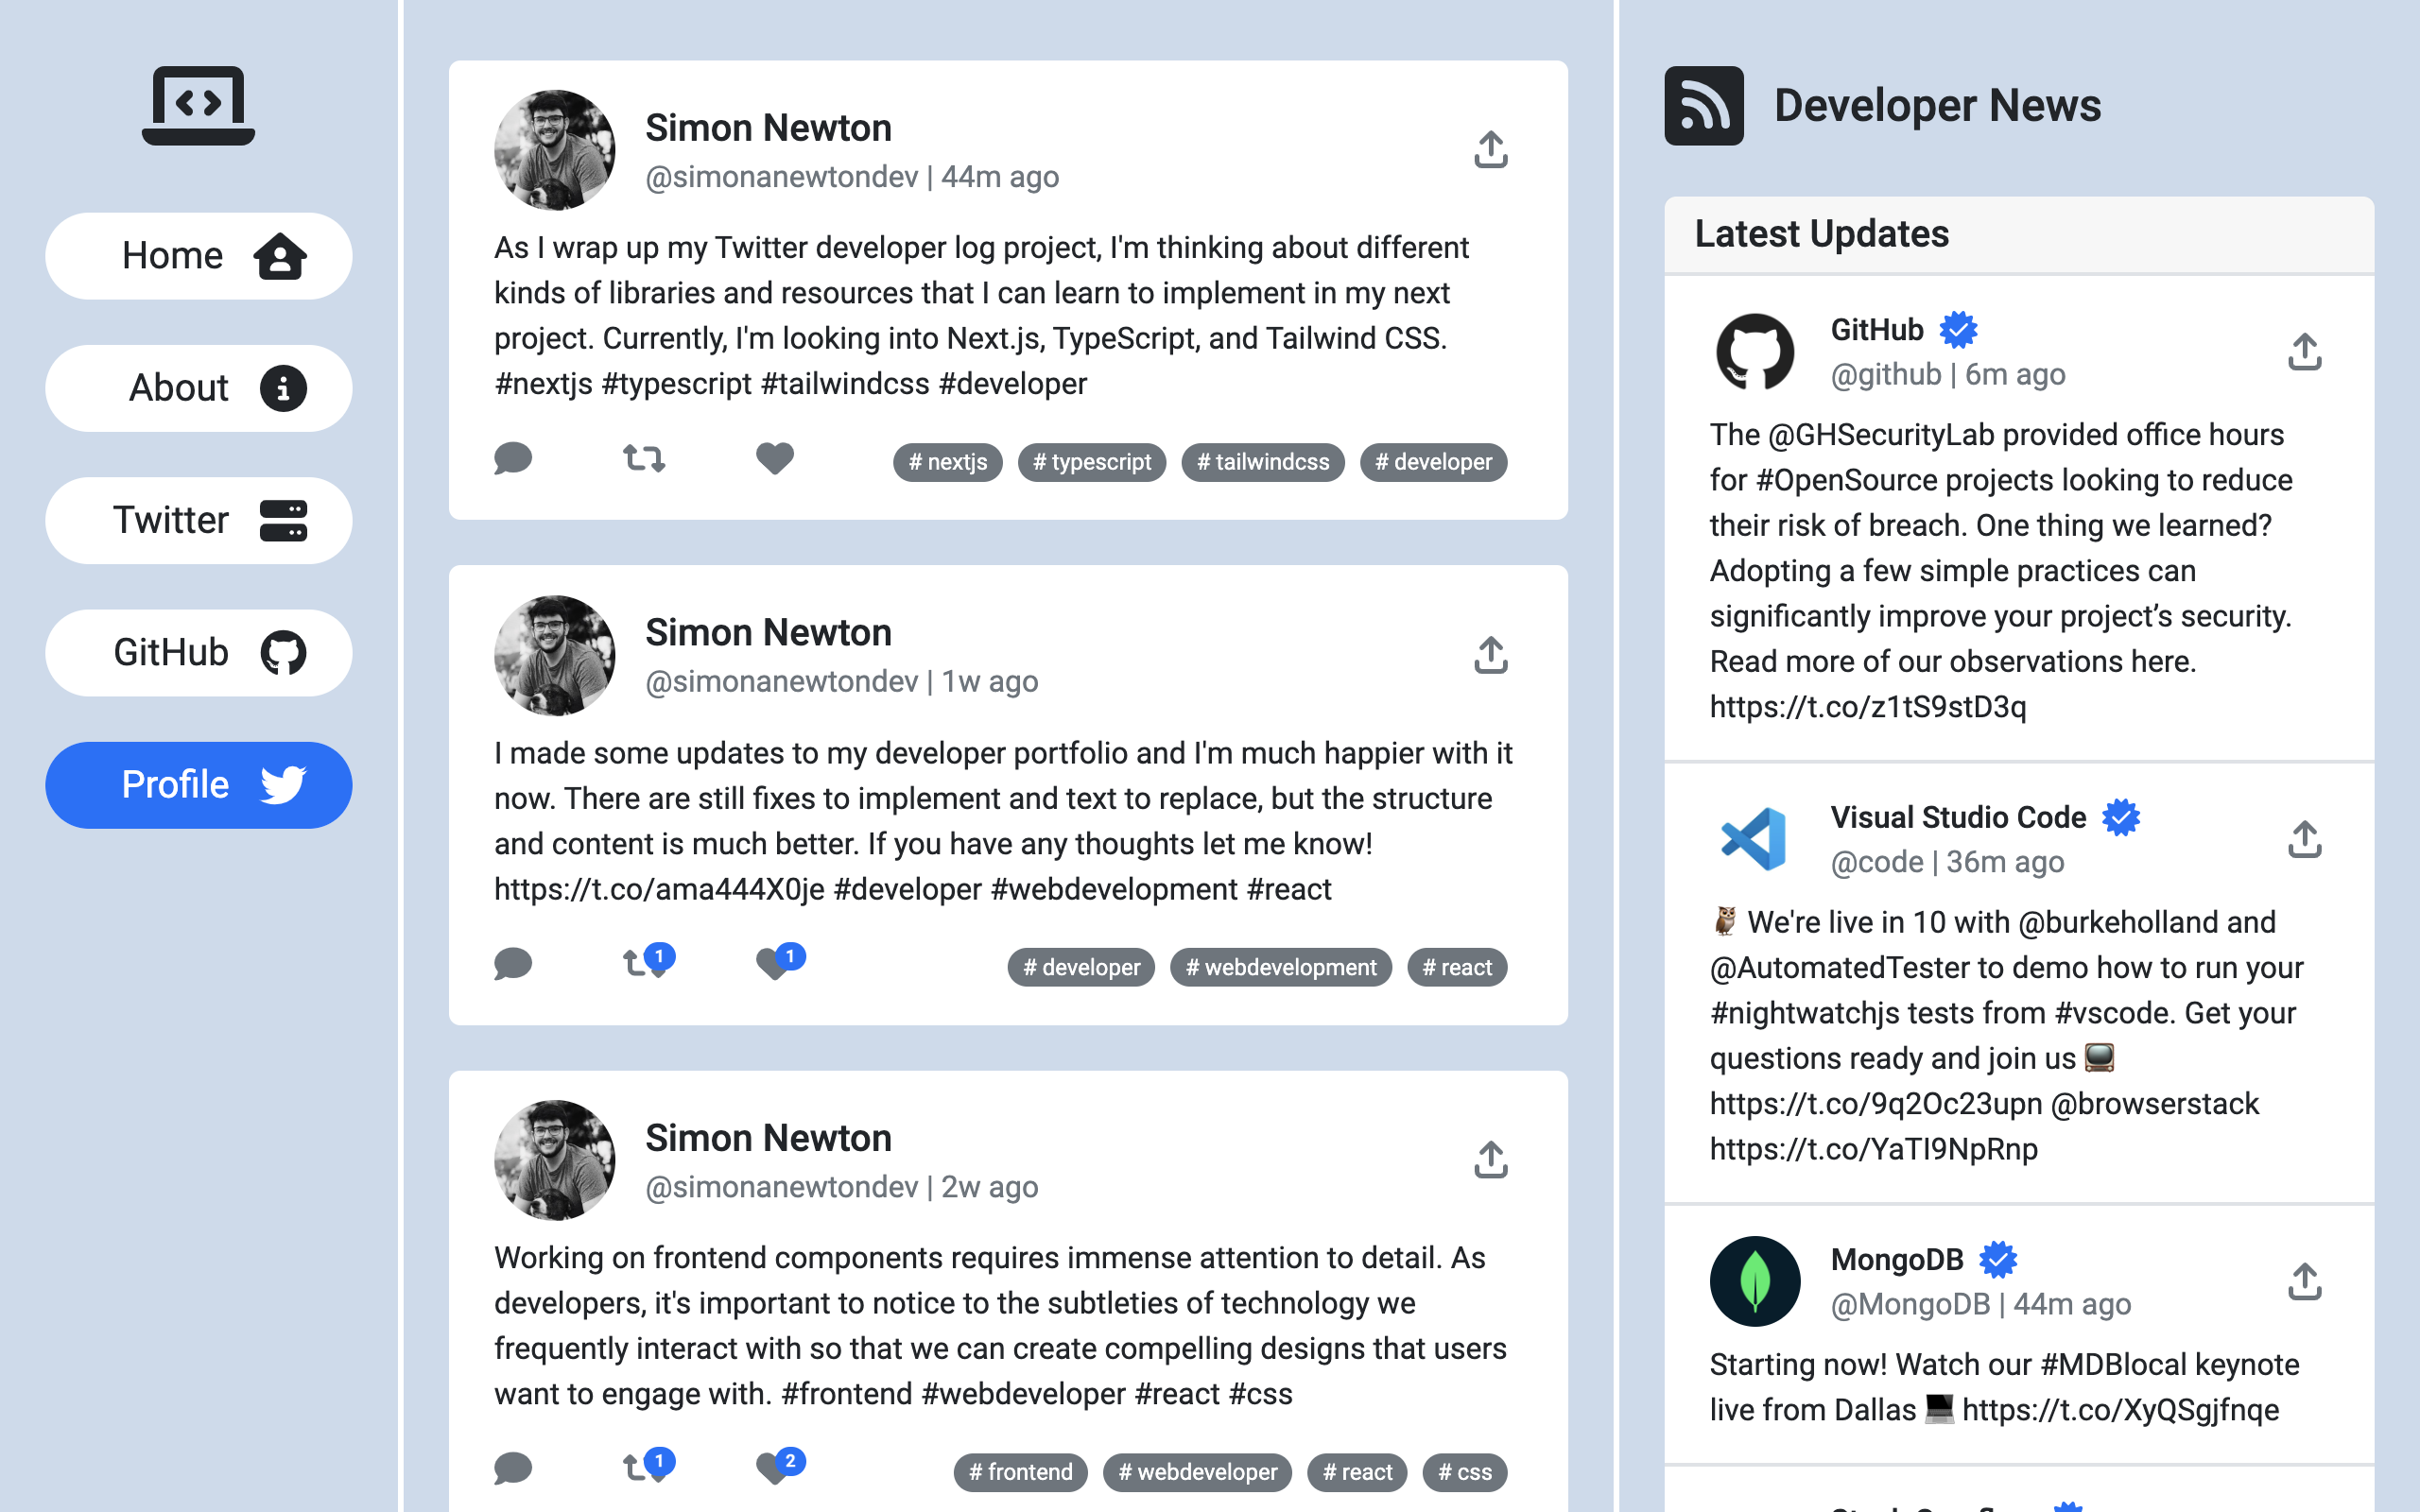 Home
About
Twitter
GitHub
Profile
Simon Newton
@simonanewtondev | 44m ago
As I wrap up my Twitter developer log project, I'm thinking about different
kinds of libraries and resources that I can learn to implement in my next
project. Currently, I'm looking into Next.js, TypeScript, and Tailwind CSS.
#nextjs #typescript #tailwindcss #developer
# nextjs # typescript # tailwindcss # developer
Simon Newton
@simonanewtondev | 1w ago
I made some updates to my developer portfolio and I'm much happier with it
now. There are still fixes to implement and text to replace, but the structure
and content is much better. If you have any thoughts let me know!
https://t.co/ama444X0je #developer #webdevelopment #react
1 1 # developer # webdevelopment # react
Simon Newton
@simonanewtondev | 2w ago
Working on frontend components requires immense attention to detail. As
developers, it's important to notice to the subtleties of technology we
frequently interact with so that we can create compelling designs that users
want to engage with. #frontend #webdeveloper #react #css
1 2 # frontend # webdeveloper # react # css
Developer News
Latest Updates
GitHub
@github | 6m ago
The @GHSecurityLab provided office hours
for #OpenSource projects looking to reduce
their risk of breach. One thing we learned?
Adopting a few simple practices can
significantly improve your project’s security.
Read more of our observations here.
https://t.co/z1tS9stD3q
Visual Studio Code
@code | 36m ago
🦉 We're live in 10 with @burkeholland and
@AutomatedTester to demo how to run your
#nightwatchjs tests from #vscode. Get your
questions ready and join us 📺
https://t.co/9q2Oc23upn @browserstack
https://t.co/YaTI9NpRnp
MongoDB
@MongoDB | 44m ago
Starting now! Watch our #MDBlocal keynote
live from Dallas 💻 https://t.co/XyQSgjfnqe